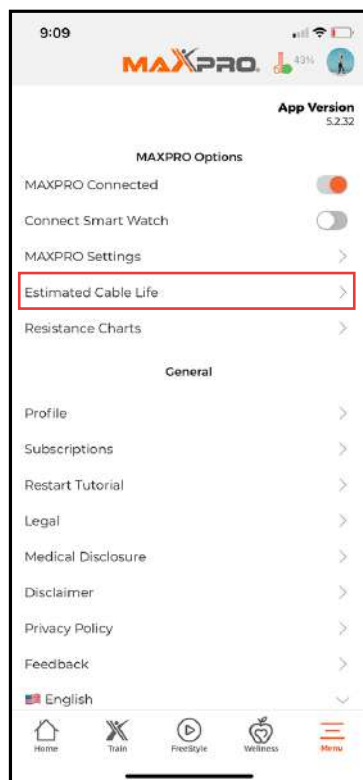 9:09
MAXPRO. 43%
App Version
5.2.32
MAXPRO Options
MAXPRO Connected
Connect Smart Watch
MAXPRO Settings
Estimated Cable Life
Resistance Charts
General
Profile
Subscriptions
Restart Tutorial
Legal
Medical Disclosure
Disclaimer
Privacy Policy
Feedback
English
Home Train FreeStyle Wellness Menu